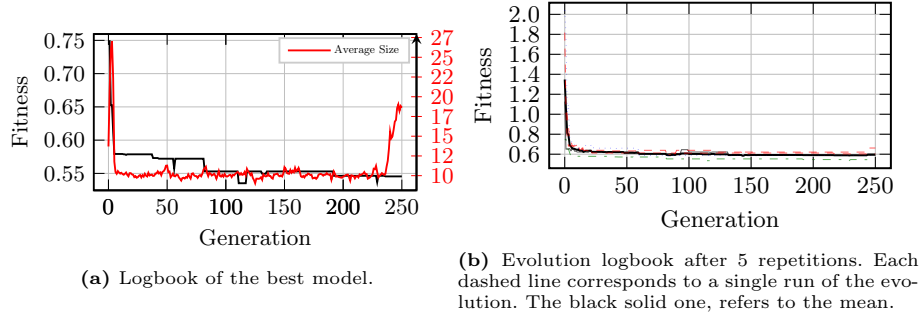 0.75
0.70
0.65
0.60
0.55
Fitness
0 50 100 150 200 250
Generation
27
25
22
20
17
15
12
10
Average Size
(a) Logbook of the best model.
2.0
1.8
1.6
1.4
1.2
1.0
0.8
0.6
Fitness
0 50 100 150 200 250
Generation
(b) Evolution logbook after 5 repetitions. Each
dashed line corresponds to a single run of the evo-
lution. The black solid one, refers to the mean.